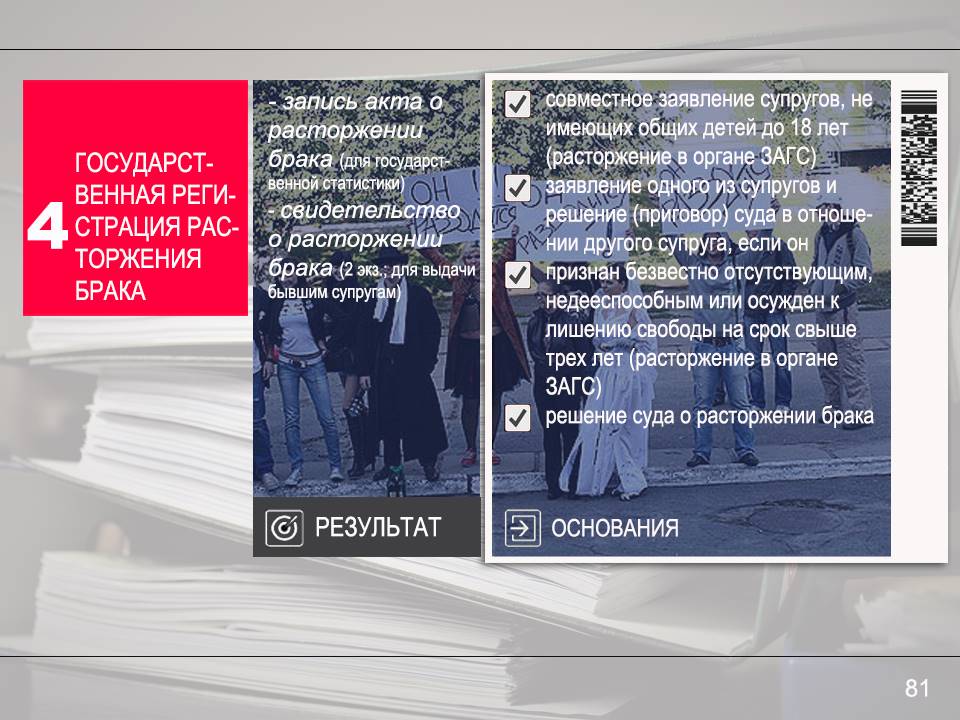 4
ГОСУДАРСТ-
ВЕННАЯ РЕГИ-
СТРАЦИЯ РАС-
ТОРЖЕНИЯ
БРАКА
- запись акта о
расторжении
брака (для государст-
венной статистики)
- свидетельство
о расторжении
брака (2 экз.; для выдачи
бывшим супругам)
РЕЗУЛЬТАТ
совместное заявление супругов, не
имеющих общих детей до 18 лет
(расторжение в органе ЗАГС)
заявление одного из супругов и
решение (приговор) суда в отноше-
нии другого супруга, если он
признан безвестно отсутствующим,
недееспособным или осужден к
лишению свободы на срок свыше
трех лет (расторжение в органе
ЗАГС)
решение суда о расторжении брака
ОСНОВАНИЯ
81